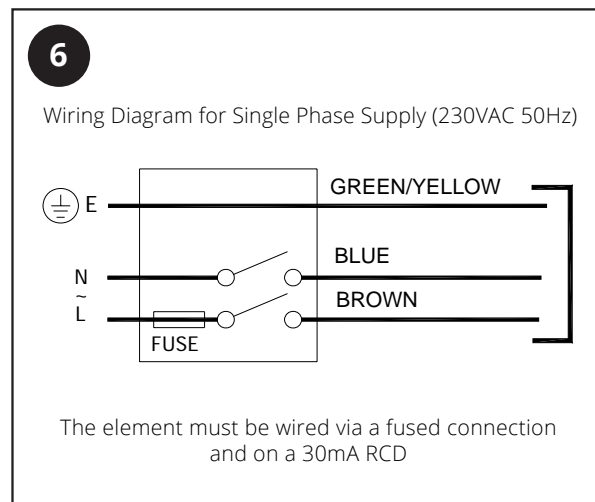 6
Wiring Diagram for Single Phase Supply (230VAC 50Hz)
GREEN/YELLOW
E
BLUE
N
~
BROWN
L
FUSE
The element must be wired via a fused connection
and on a 30mA RCD